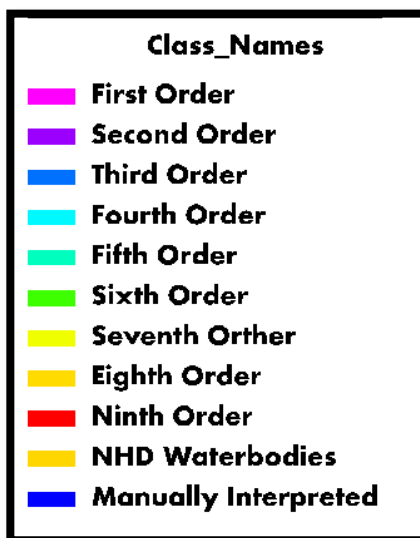 Class_Names
First Order
Second Order
Third Order
Fourth Order
Fifth Order
Sixth Order
Seventh Orther
Eighth Order
Ninth Order
NHD Waterbodies
Manually Interpreted